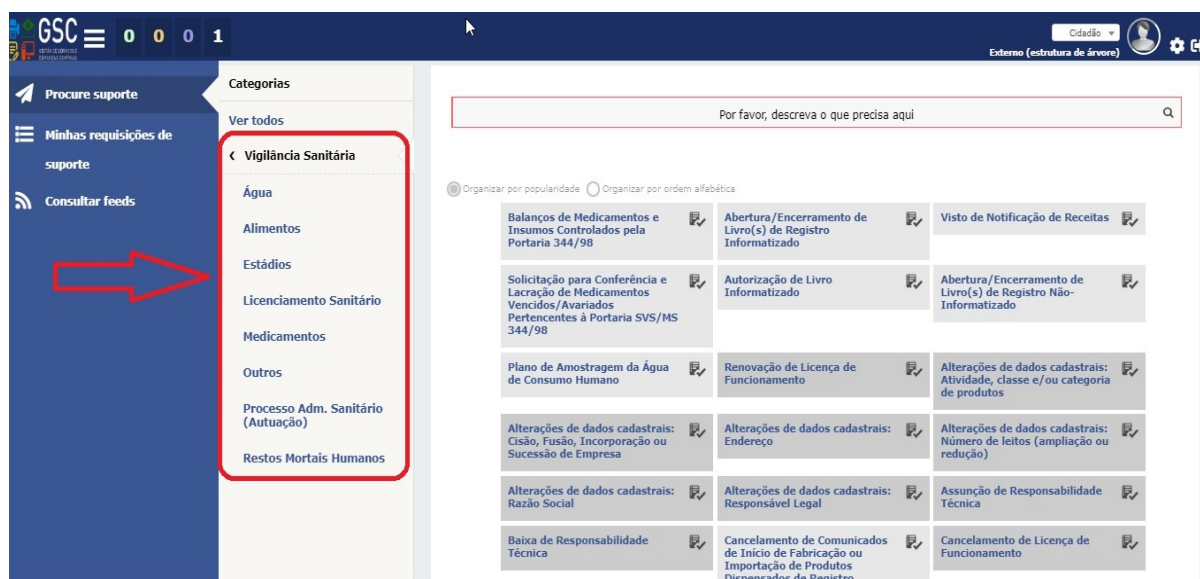 GSC
0 0 0 1
Cidadão
Externo (estrutura de árvore)
Procure suporte
Minhas requisições de
suporte
Consultar feeds
Categorias
Ver todos
Vigilância Sanitária
Água
Alimentos
Estádios
Licenciamento Sanitário
Medicamentos
Outros
Processo Adm. Sanitário
(Autuação)
Restos Mortais Humanos
Por favor, descreva o que precisa aqui
Organizar por popularidade Organizar por ordem alfabética
Balanços de Medicamentos e
Insumos Controlados pela
Portaria 344/98
Abertura/Encerramento de
Livro(s) de Registro
Informatizado
Visto de Notificação de Receitas
Solicitação para Conferência e
Lacração de Medicamentos
Vencidos/Avariados
Pertencentes à Portaria SVS/MS
344/98
Autorização de Livro
Informatizado
Abertura/Encerramento de
Livro(s) de Registro Não-
Informatizado
Plano de Amostragem da Água
de Consumo Humano
Renovação de Licença de
Funcionamento
Alterações de dados cadastrais:
Atividade, classe e/ou categoria
de produtos
Alterações de dados cadastrais:
Cisão, Fusão, Incorporação ou
Sucessão de Empresa
Alterações de dados cadastrais:
Endereço
Alterações de dados cadastrais:
Número de leitos (ampliação ou
redução)
Alterações de dados cadastrais:
Razão Social
Alterações de dados cadastrais:
Responsável Legal
Assunção de Responsabilidade
Técnica
Baixa de Responsabilidade
Técnica
Cancelamento de Comunicados
de Início de Fabricação ou
Importação de Produtos
Dispensados de Registro
Cancelamento de Licença de
Funcionamento